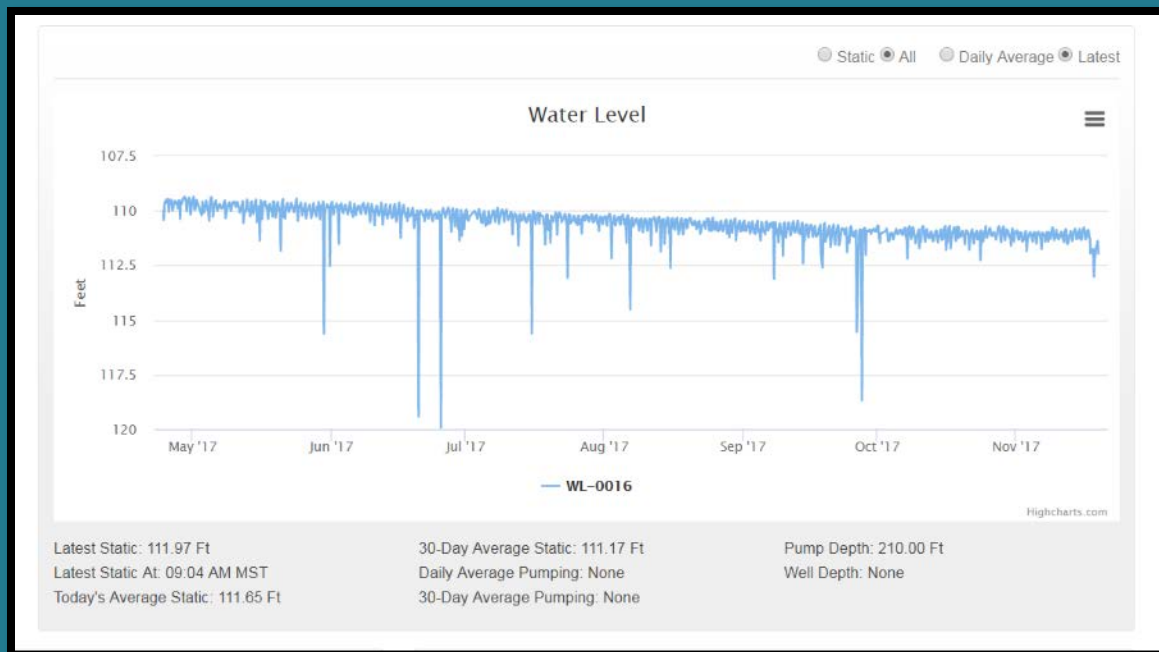 Static All Daily Average Latest
Water Level
107.5
110
112.5
115
117.5
120
Feet
May '17 Jun '17 Jul '17 Aug '17 Sep '17 Oct '17 Nov '17
WL-0016
Highcharts.com
Latest Static: 111.97 Ft 30-Day Average Static: 111.17 Ft Pump Depth: 210.00 Ft
Latest Static At: 09:04 AM MST Daily Average Pumping: None Well Depth: None
Today's Average Static: 111.65 Ft 30-Day Average Pumping: None